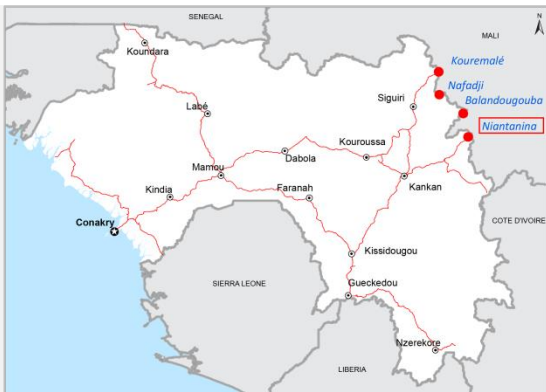 SENEGAL
N
MALI
Koundara
Kouremalé
Nafadji
Siguiri
Balandougouba
Labé
Niantanina
Kouroussa
Dabola
Mamou
Kankan
Kindia
Faranah
Conakry
COTE D'IVOIRE
Kissidougou
SIERRA LEONE
Gueckedou
Nzerekore
LIBERIA